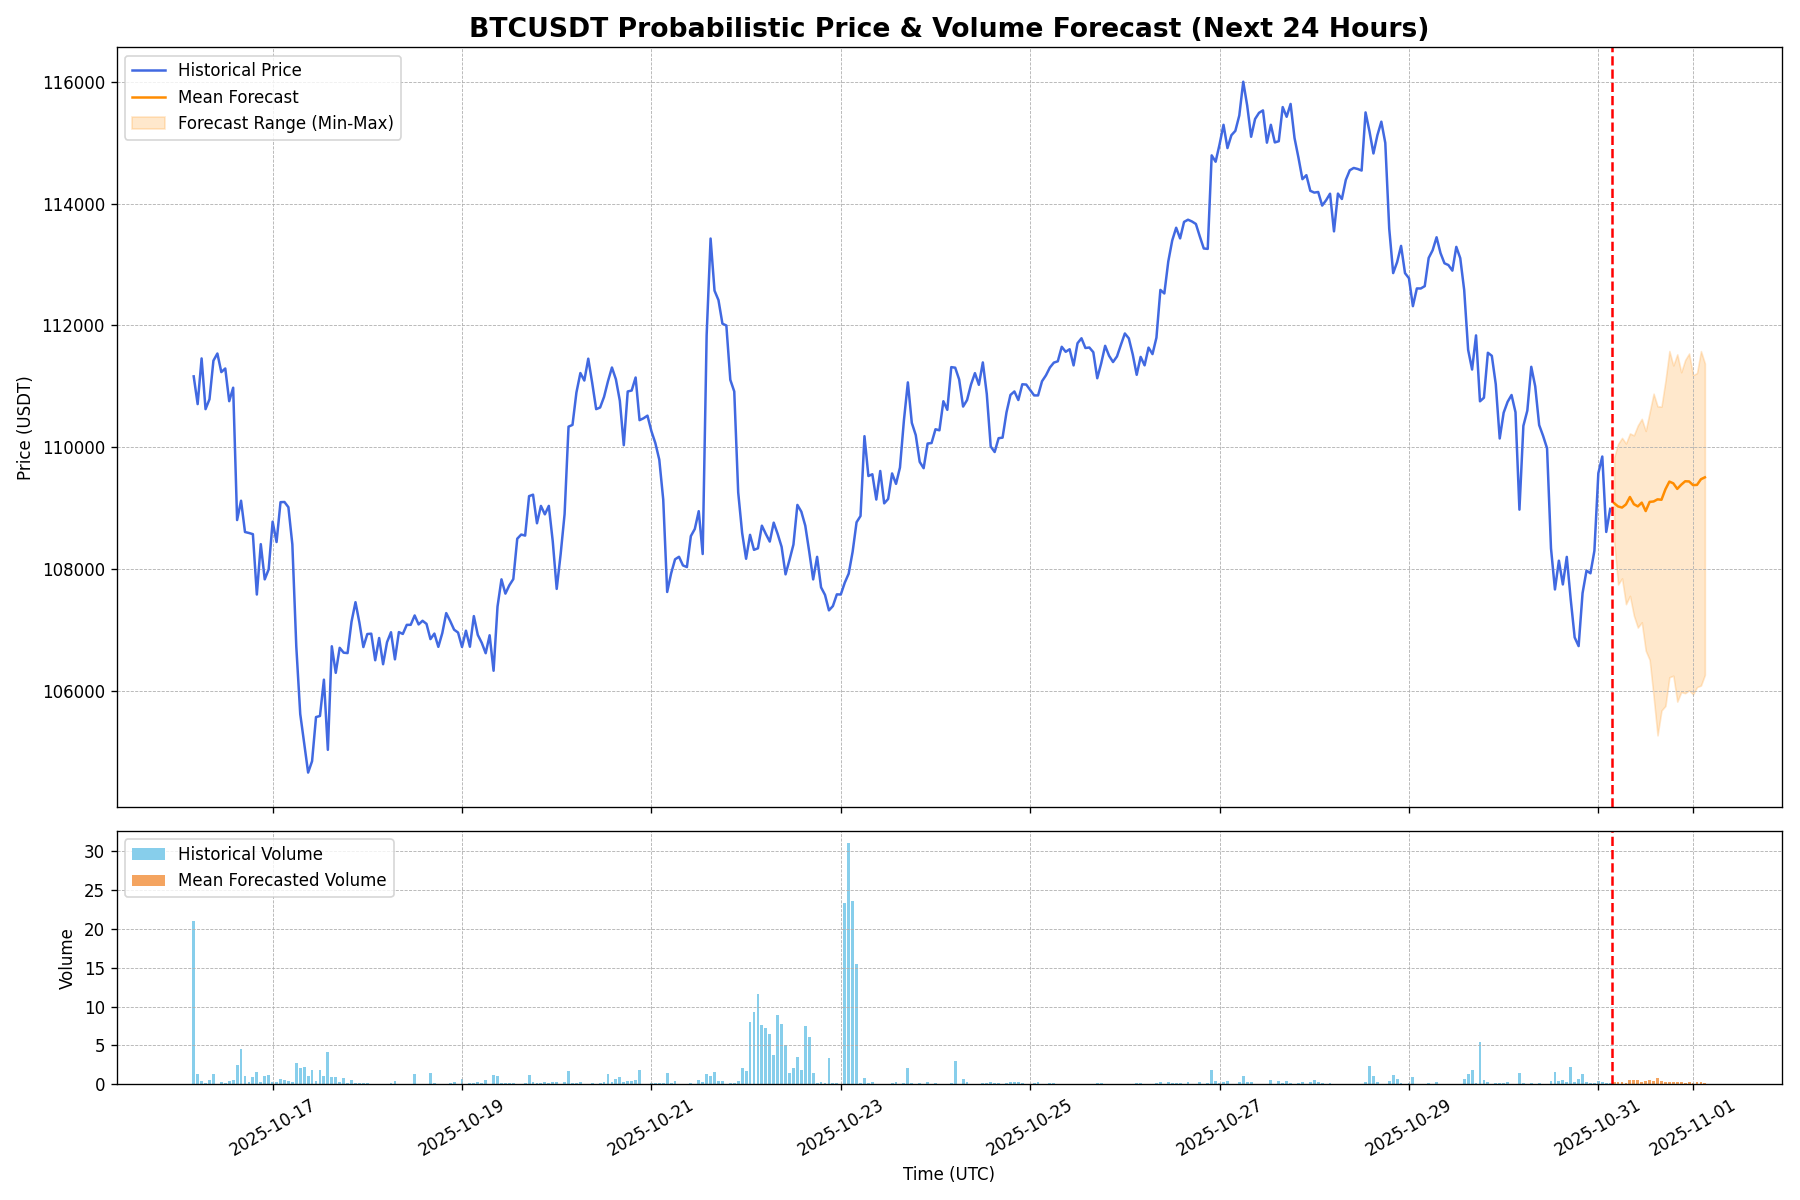 BTCUSDT Probabilistic Price & Volume Forecast (Next 24 Hours)
Historical Price
Mean Forecast
Forecast Range (Min-Max)
116000
114000
112000
110000
108000
106000
Price (USDT)
Historical Volume
Mean Forecasted Volume
30
25
20
15
10
5
0
Volume
2025-10-17
2025-10-19
2025-10-21
2025-10-23
2025-10-25
2025-10-27
2025-10-29
2025-10-31
2025-11-01
Time (UTC)